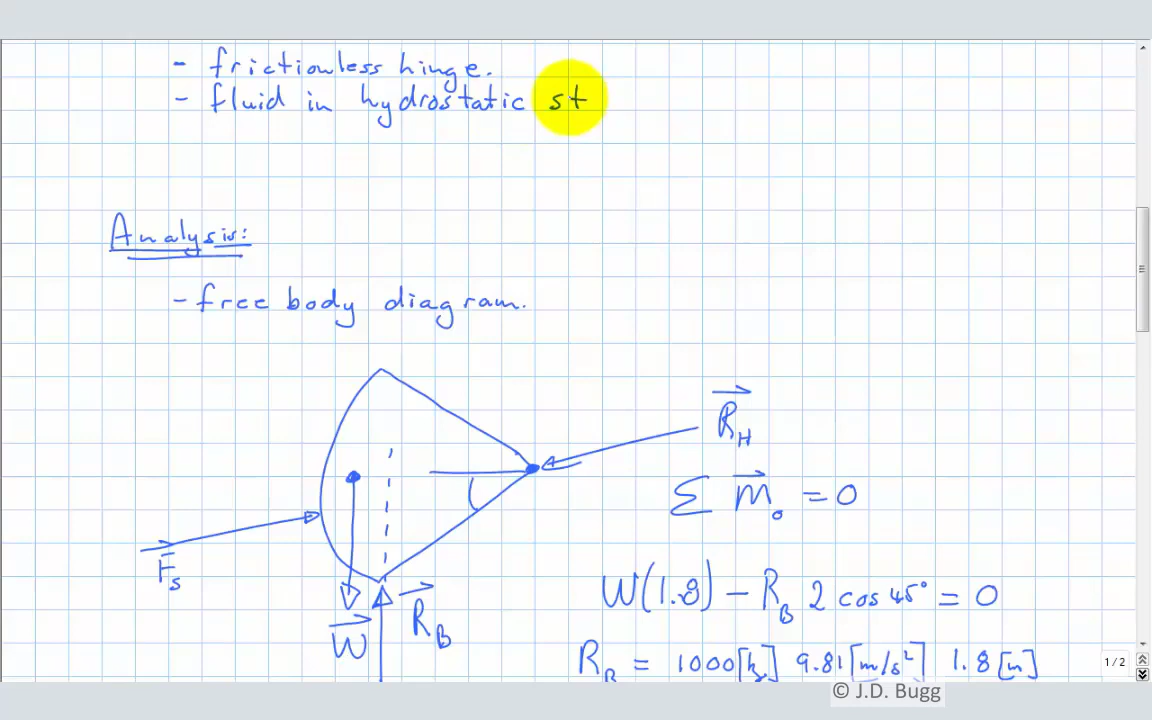 - frictionless hinge.
- fluid in hydrostatic st
Analysis:
- free body diagram.
R_H
Σ M_o = 0
F_s
W
R_B
W(1.8) - R_B 2 cos 45° = 0
R_B = 1000[kg] 9.81[m/s²] 1.8[m]
1/2
© J.D. Bugg